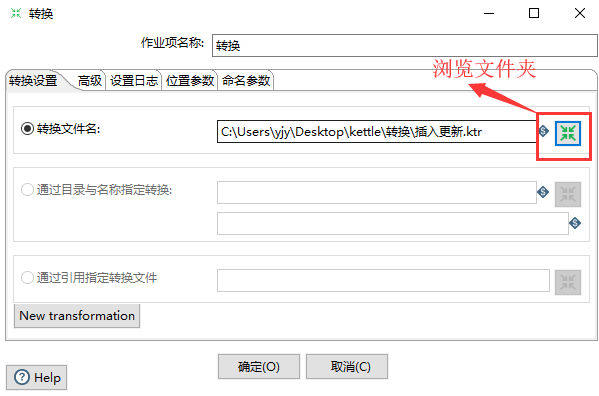 转换
作业项名称:
转换
浏览文件夹
转换设置 高级 设置日志 位置参数 命名参数
转换文件名:
C:\Users\yjy\Desktop\kettle\转换\插入更新.ktr
通过目录与名称指定转换:
通过引用指定转换文件
New transformation
确定(O) 取消(C)
Help